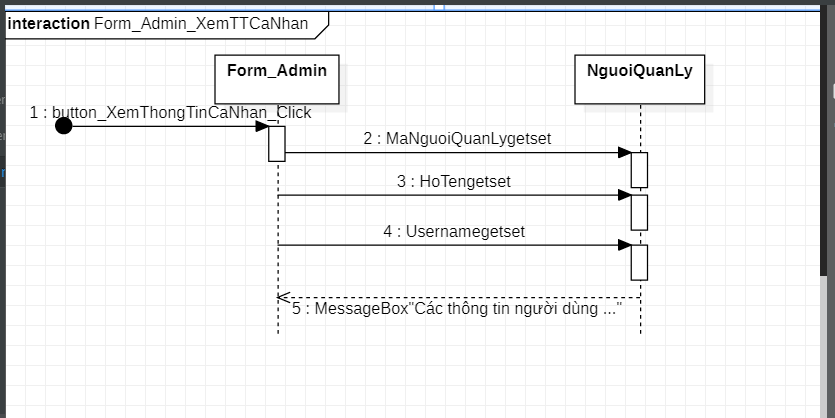 interaction Form_Admin_XemTTCaNhan
Form_Admin
NguoiQuanLy
1 : button_XemThongTinCaNhan_Click
2 : MaNguoiQuanLygetset
3 : HoTengetset
4 : Usernamegetset
5 : MessageBox"Các thông tin người dùng ..."